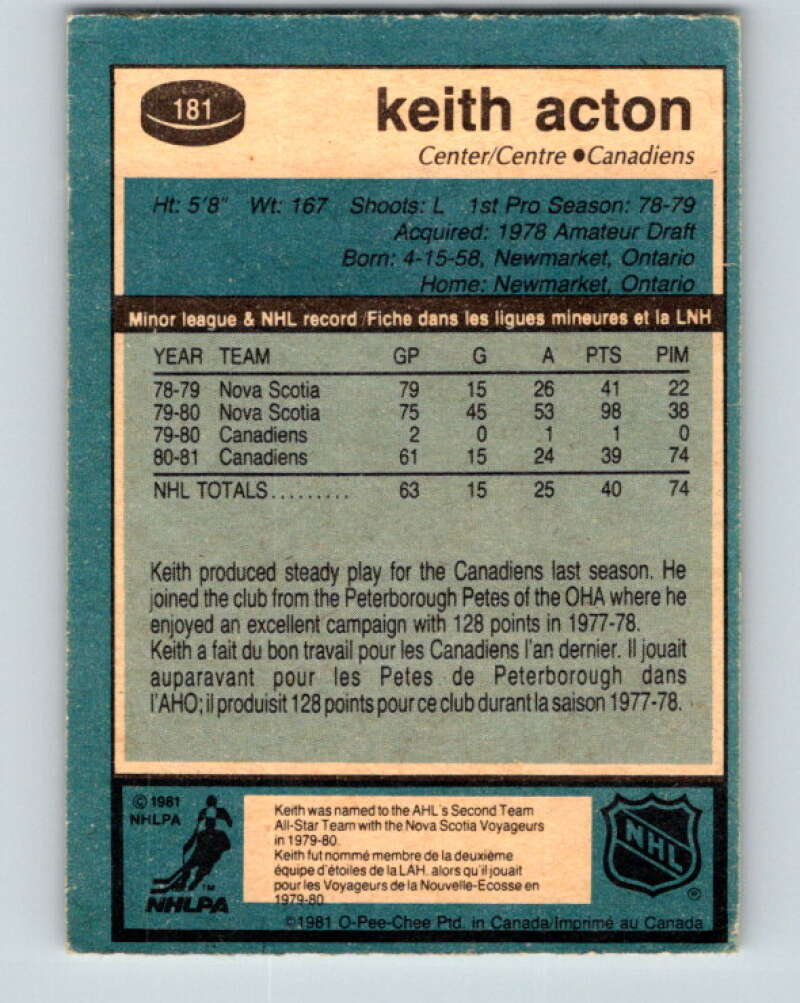 181
keith acton
Center/Centre ●Canadiens
Ht: 5'8" Wt: 167 Shoots: L 1st Pro Season: 78-79
Acquired: 1978 Amateur Draft
Born: 4-15-58, Newmarket, Ontario
Home: Newmarket, Ontario
Minor league & NHL record/Fiche dans les ligues mineures et la LNH
YEAR TEAM GP G A PTS PIM
78-79 Nova Scotia 79 15 26 41 22
79-80 Nova Scotia 75 45 53 98 38
79-80 Canadiens 2 0 1 1 0
80-81 Canadiens 61 15 24 39 74
NHL TOTALS......... 63 15 25 40 74
Keith produced steady play for the Canadiens last season. He
joined the club from the Peterborough Petes of the OHA where he
enjoyed an excellent campaign with 128 points in 1977-78.
Keith a fait du bon travail pour les Canadiens l'an dernier. Il jouait
auparavant pour les Petes de Peterborough dans
l'AHO; il produisit 128 points pour ce club durant la saison 1977-78.
© 1981
NHLPA
TM
NHLPA
Keith was named to the AHL's Second Team
All-Star Team with the Nova Scotia Voyageurs
in 1979-80.
Keith fut nommé membre de la deuxième
équipe d'étoiles de la LAH. alors qu'il jouait
pour les Voyageurs de la Nouvelle-Ecosse en
1979-80
NHL
®
©1981 O-Pee-Chee Ptd. in Canada/Imprimé au Canada